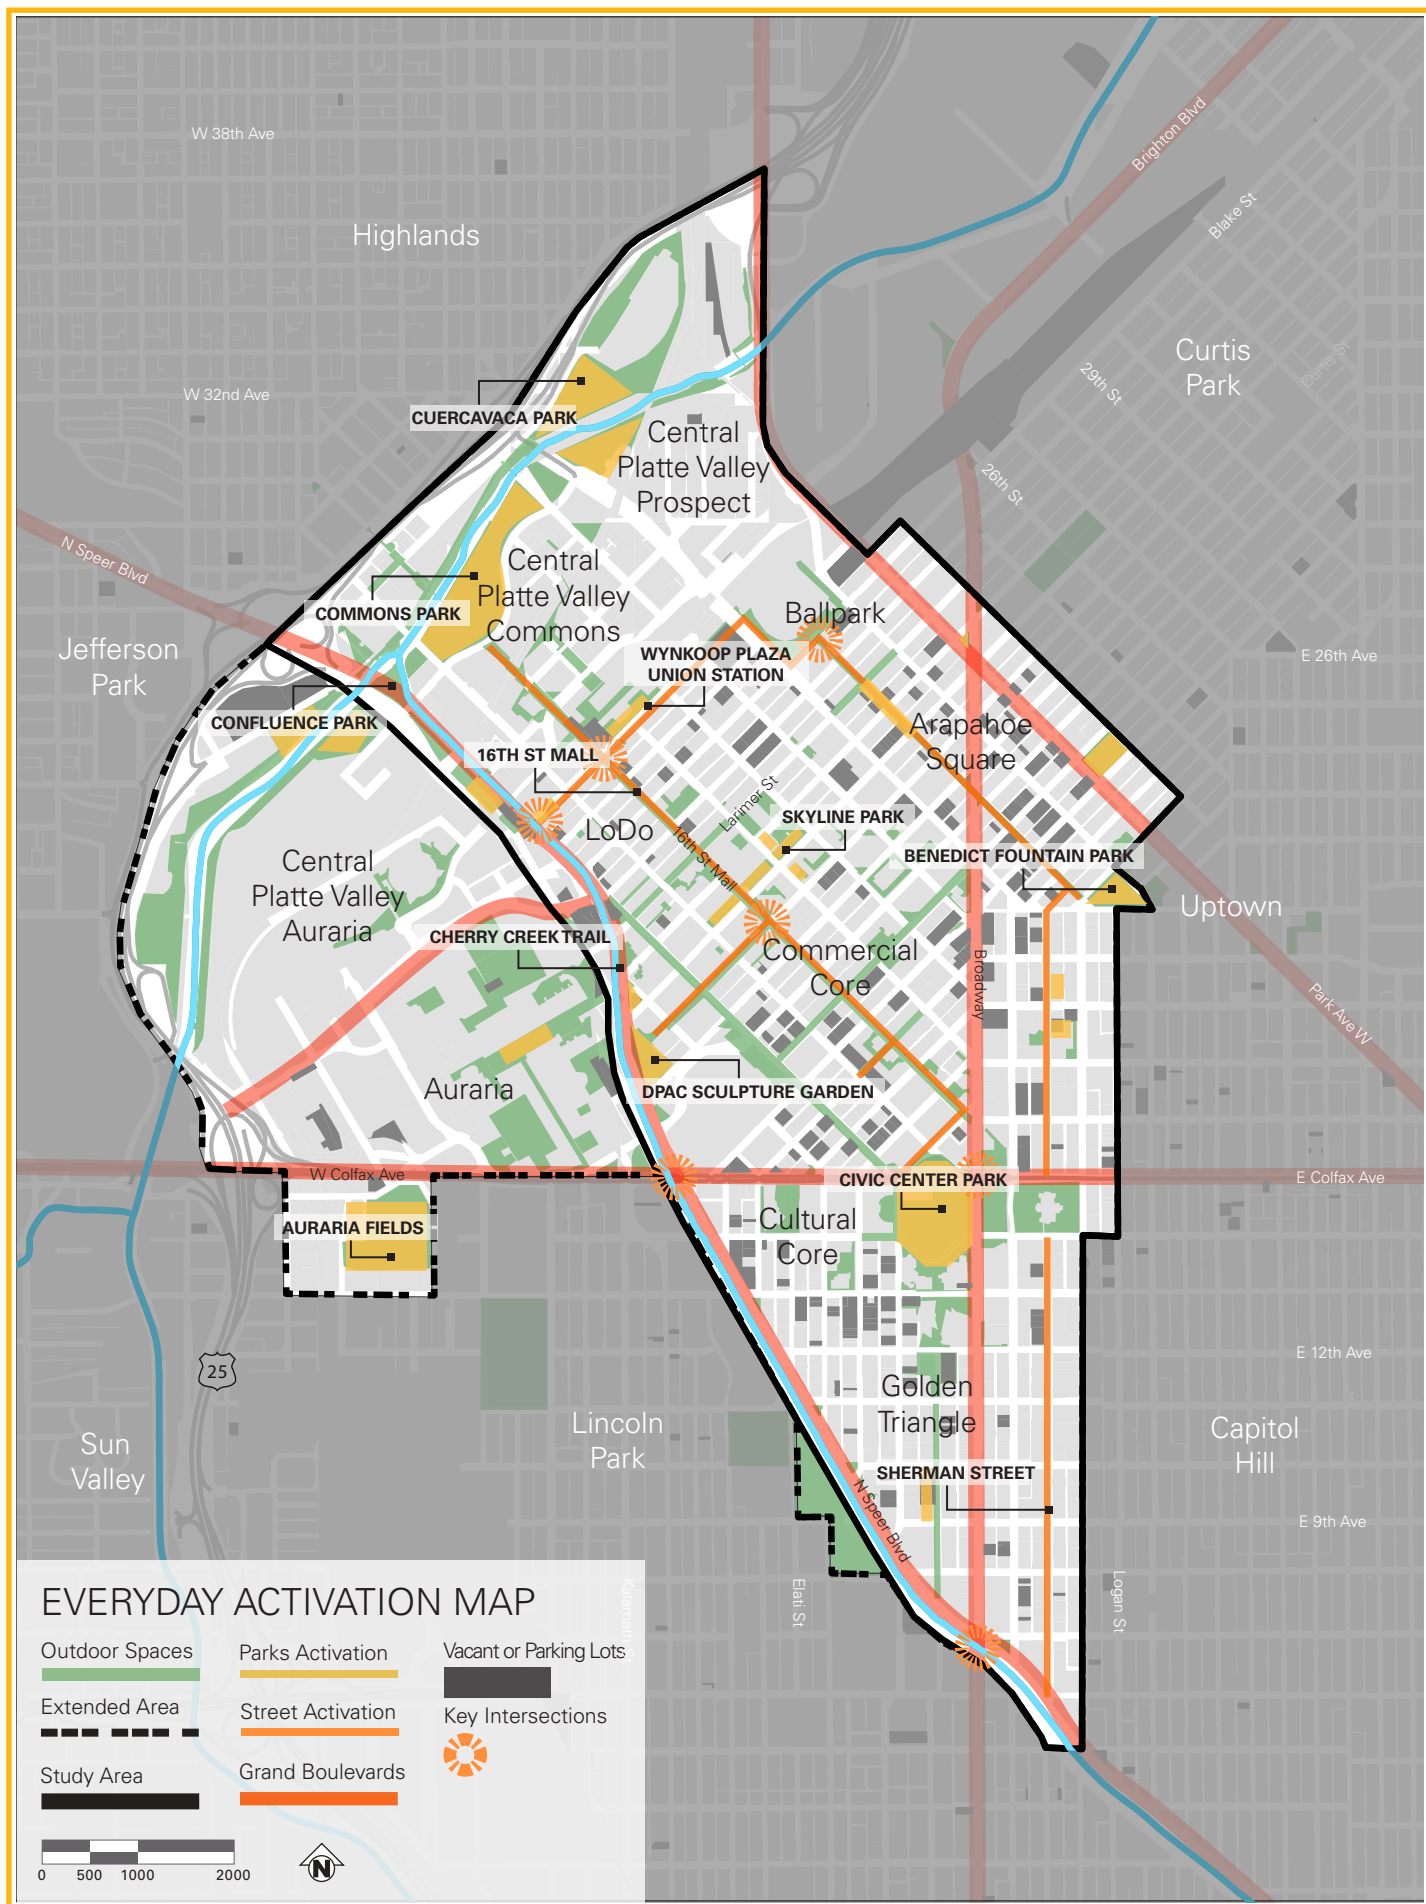 W 38th Ave
Brighton Blvd
Blake St
Highlands
Curtis
Park
Curtis St
29th St
W 32nd Ave
CUERCAVACA PARK
Central
Platte Valley
Prospect
26th St
N Speer Blvd
Central
Platte Valley
Commons
COMMONS PARK
Ballpark
Jefferson
Park
WYNKOOP PLAZA
UNION STATION
E 26th Ave
CONFLUENCE PARK
Arapahoe
Square
16TH ST MALL
Larimer St
SKYLINE PARK
LoDo
16th St Mall
BENEDICT FOUNTAIN PARK
Central
Platte Valley
Auraria
Uptown
CHERRY CREEK TRAIL
Commercial
Core
Broadway
Park Ave W
Auraria
DPAC SCULPTURE GARDEN
W Colfax Ave
CIVIC CENTER PARK
E Colfax Ave
AURARIA FIELDS
Cultural
Core
25
E 12th Ave
Golden
Triangle
Lincoln
Park
Capitol
Hill
Sun
Valley
SHERMAN STREET
N Speer Blvd
E 9th Ave
Kalamath St
Elati St
Logan St
EVERYDAY ACTIVATION MAP
Outdoor Spaces
Parks Activation
Vacant or Parking Lots
Extended Area
Street Activation
Key Intersections
Study Area
Grand Boulevards
0 500 1000 2000
N